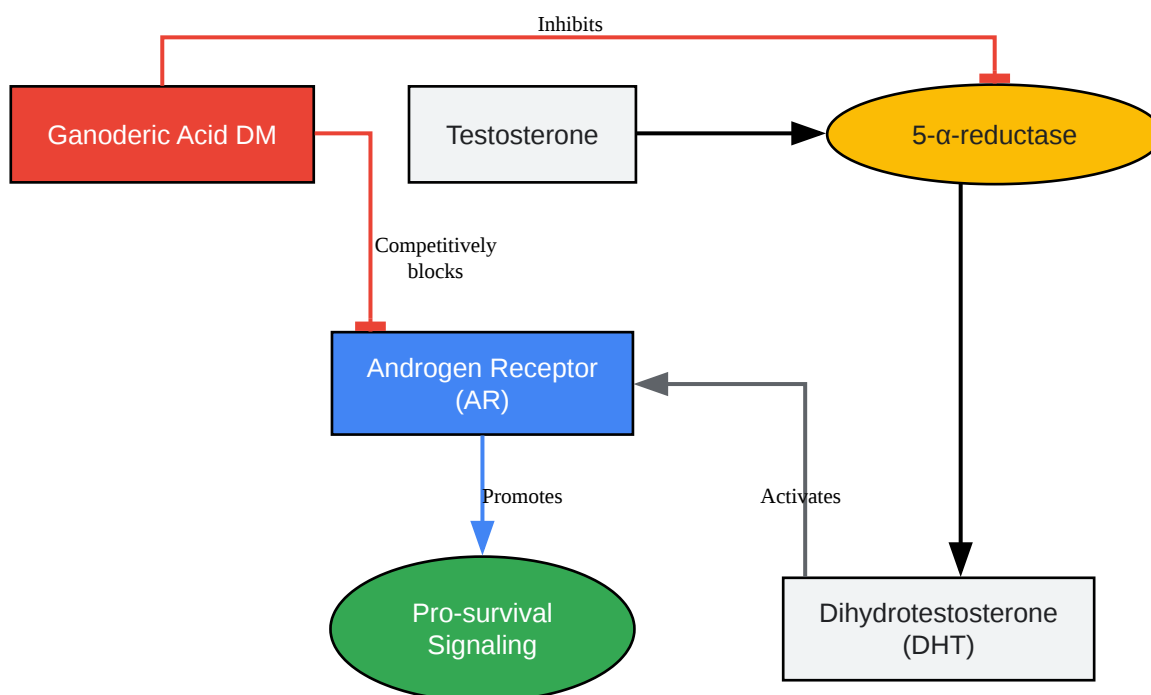 Inhibits
Ganoderic Acid DM
Testosterone
5-α-reductase
Competitively
blocks
Androgen Receptor
(AR)
Promotes
Activates
Pro-survival
Signaling
Dihydrotestosterone
(DHT)